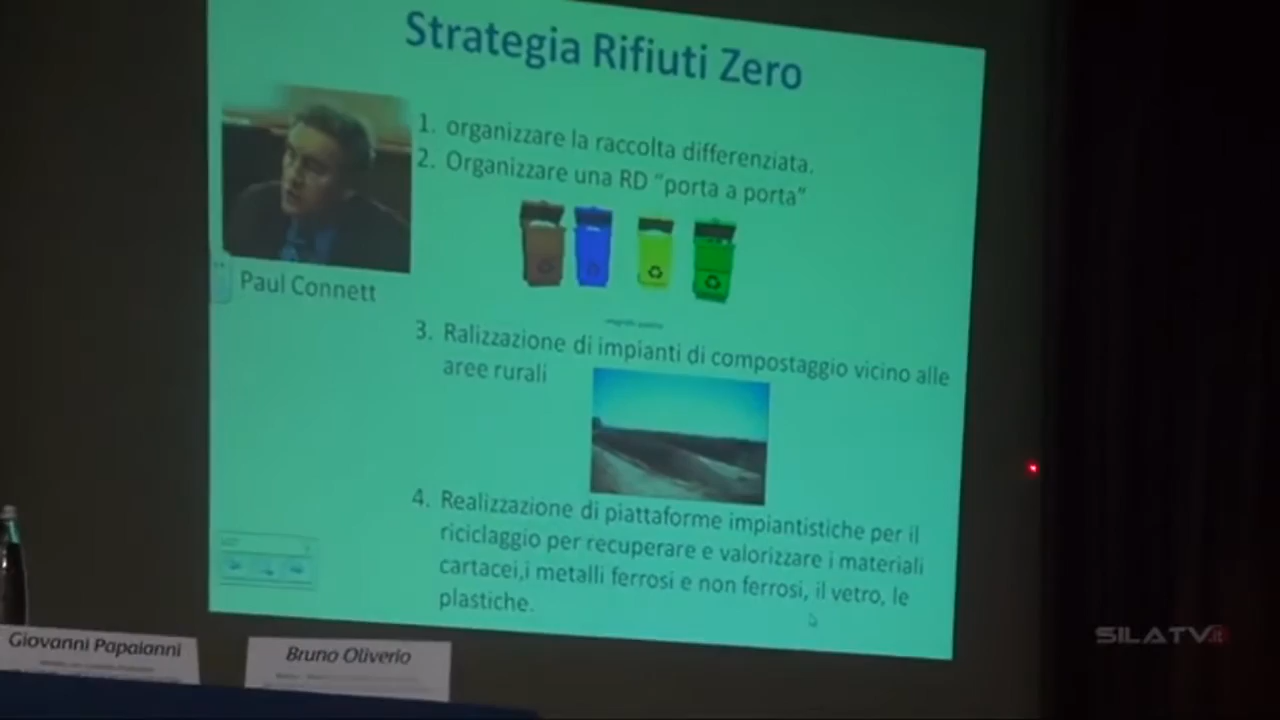 Strategia Rifiuti Zero
1. organizzare la raccolta differenziata.
2. Organizzare una RD “porta a porta”
Paul Connett
3. Ralizzazione di impianti di compostaggio vicino alle
aree rurali
4. Realizzazione di piattaforme impiantistiche per il
riciclaggio per recuperare e valorizzare i materiali
cartacei,i metalli ferrosi e non ferrosi, il vetro, le
plastiche.
Giovanni Papaianni
Bruno Oliverio
SILATV.it